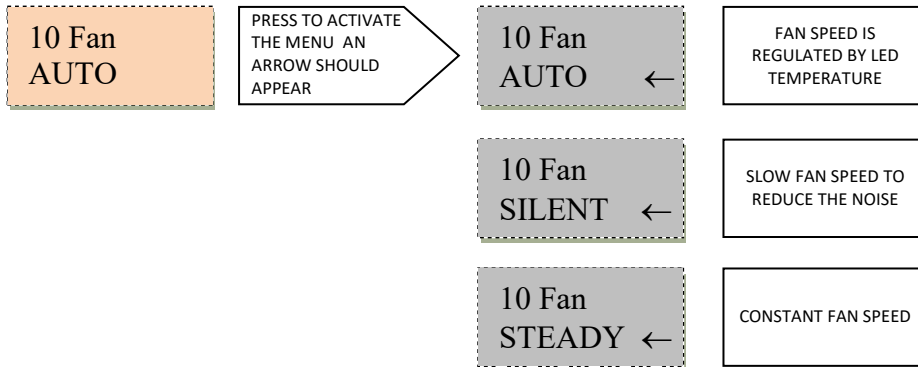 10 Fan
AUTO
PRESS TO ACTIVATE
THE MENU AN
ARROW SHOULD
APPEAR
10 Fan
AUTO ←
FAN SPEED IS
REGULATED BY LED
TEMPERATURE
10 Fan
SILENT ←
SLOW FAN SPEED TO
REDUCE THE NOISE
10 Fan
STEADY ←
CONSTANT FAN SPEED